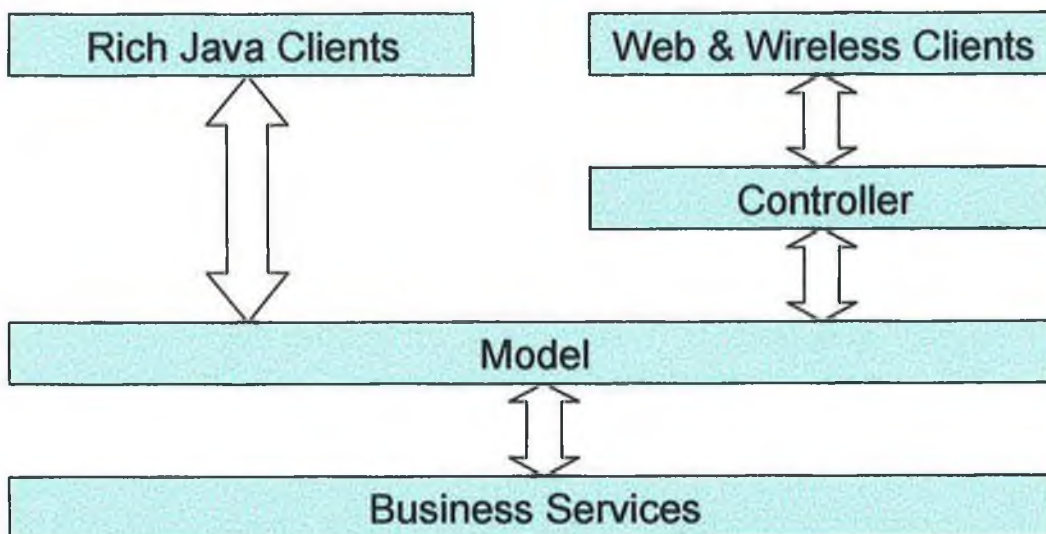 Rich Java Clients
Web & Wireless Clients
Controller
Model
Business Services